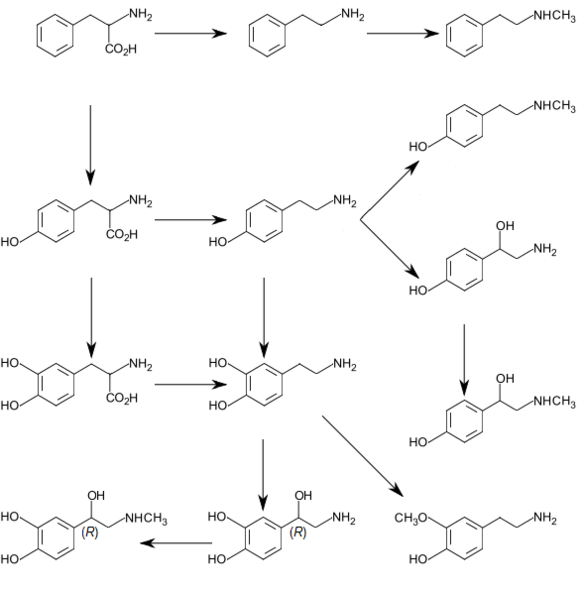 NH₂ NH₂ NHCH₃
CO₂H
NHCH₃
HO
NH₂ NH₂
CO₂H
HO HO
OH
NH₂
HO
HO NH₂ HO NH₂
HO CO₂H HO
OH
NHCH₃
HO
OH OH
HO NHCH₃ HO NH₂ CH₃O NH₂
(R) (R)
HO HO HO